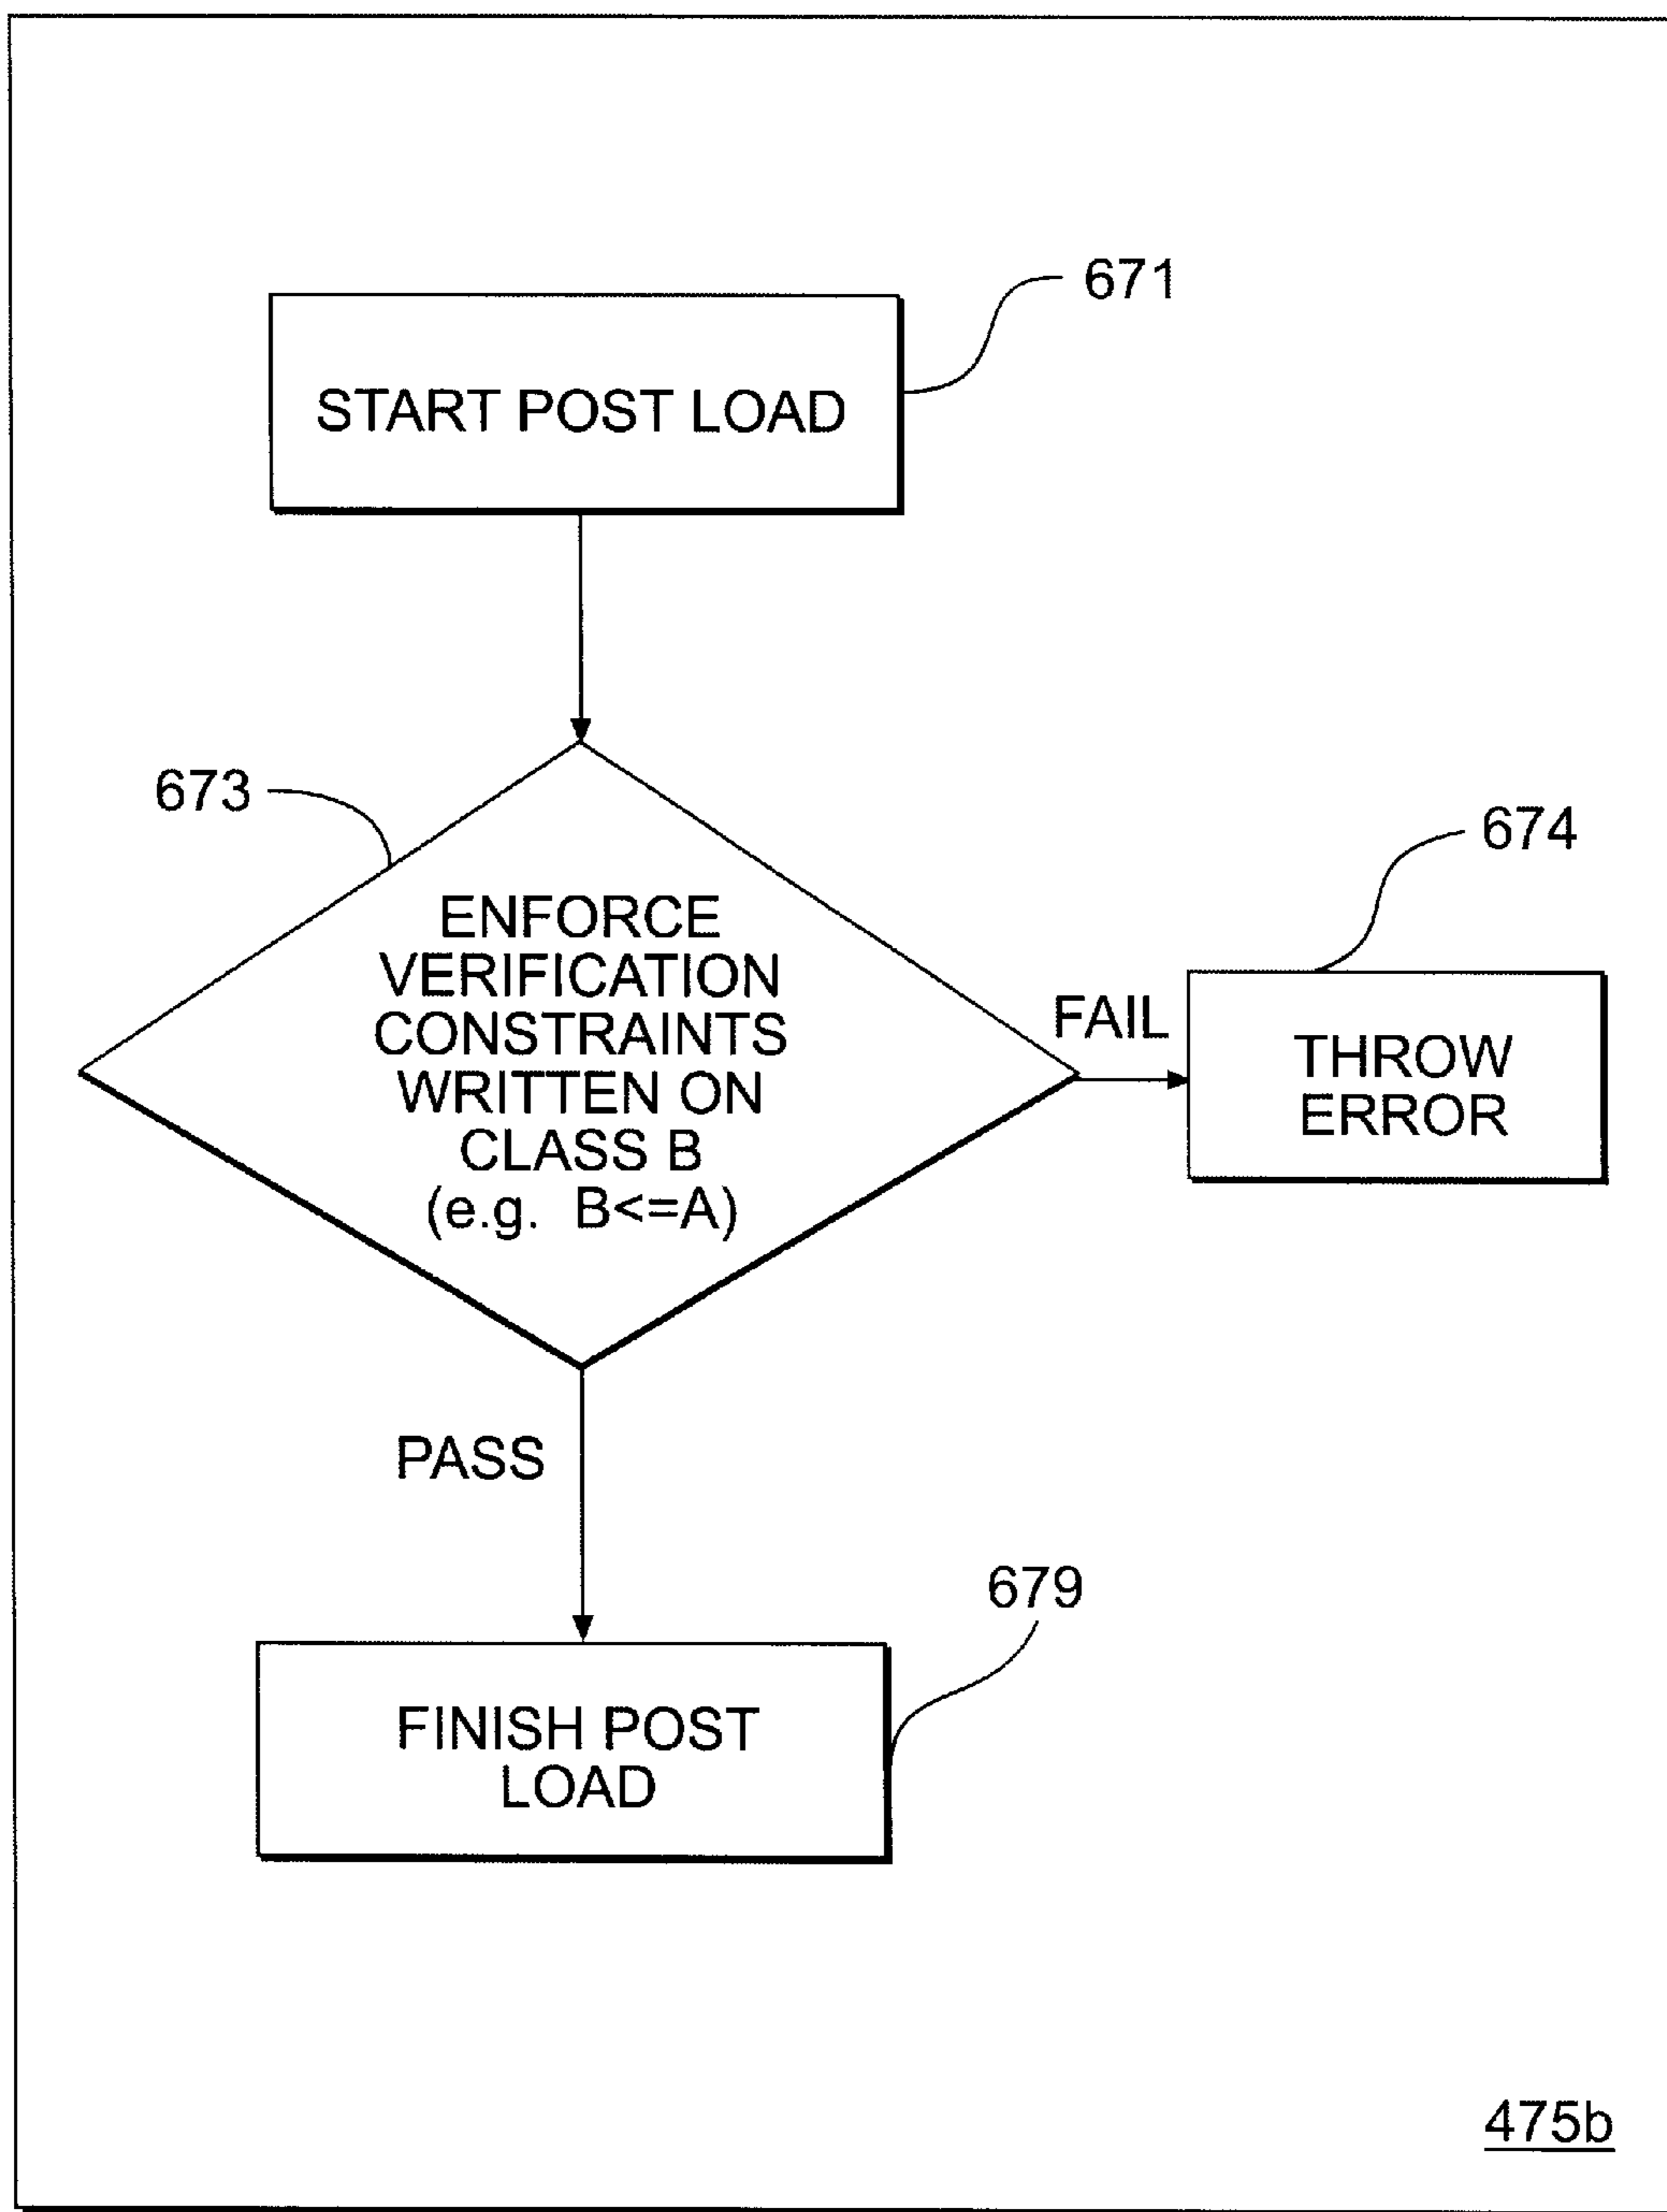 671
START POST LOAD
673
ENFORCE
VERIFICATION
CONSTRAINTS
WRITTEN ON
CLASS B
(e.g. B<=A)
674
FAIL
THROW
ERROR
PASS
679
FINISH POST
LOAD
475b